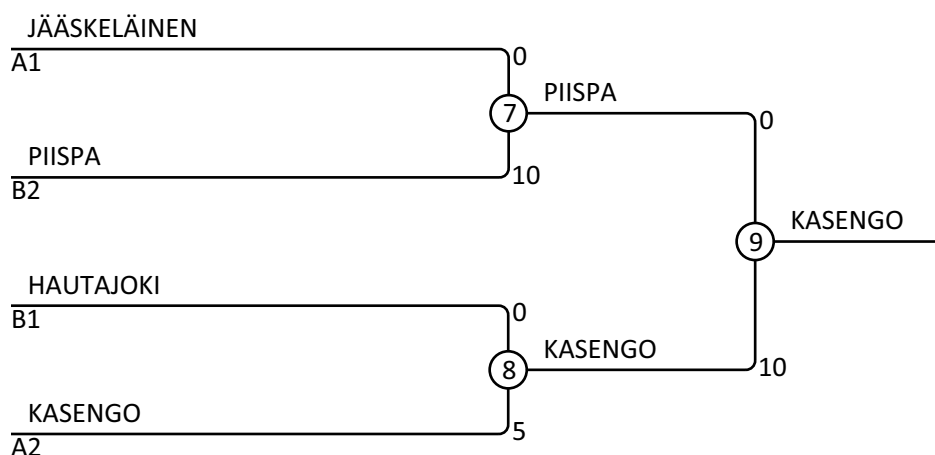 JÄÄSKELÄINEN
A1
0
7
PIISPA
0
PIISPA
B2
10
9
KASENGO
HAUTAJOKI
B1
0
8
KASENGO
10
KASENGO
A2
5